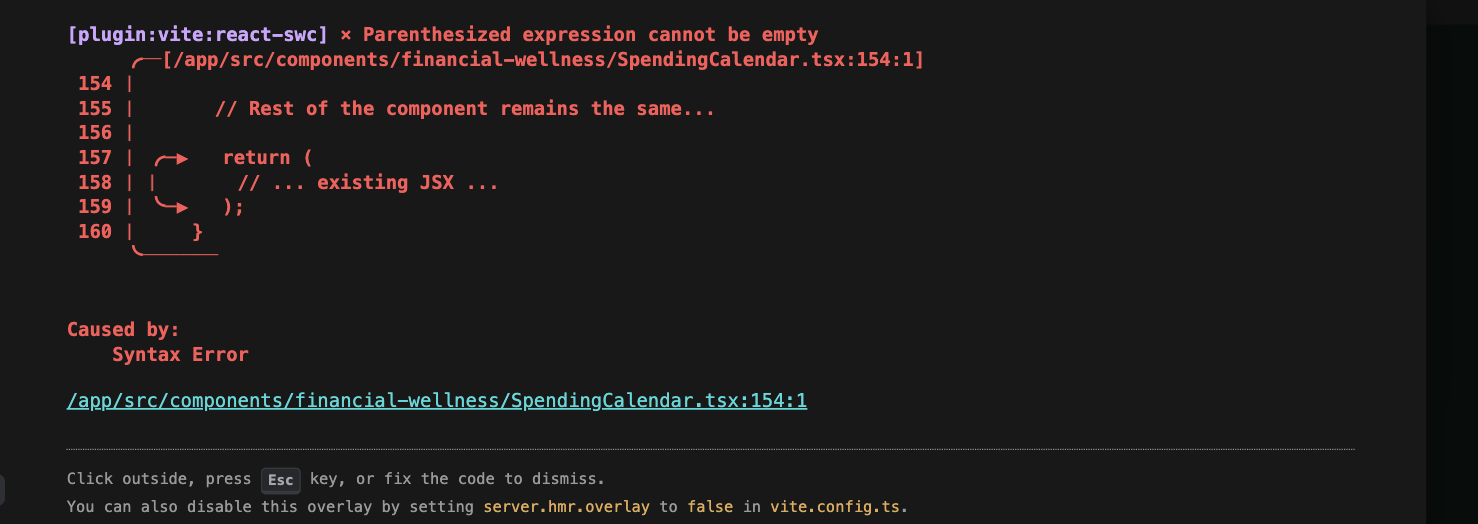 [plugin:vite:react-swc] × Parenthesized expression cannot be empty
╭─[/app/src/components/financial-wellness/SpendingCalendar.tsx:154:1]
154 │
155 │       // Rest of the component remains the same...
156 │
157 │ ╭─▶   return (
158 │ │       // ... existing JSX ...
159 │ ╰─▶   );
160 │     }
╰────
Caused by:
    Syntax Error
/app/src/components/financial-wellness/SpendingCalendar.tsx:154:1
Click outside, press Esc key, or fix the code to dismiss.
You can also disable this overlay by setting server.hmr.overlay to false in vite.config.ts.